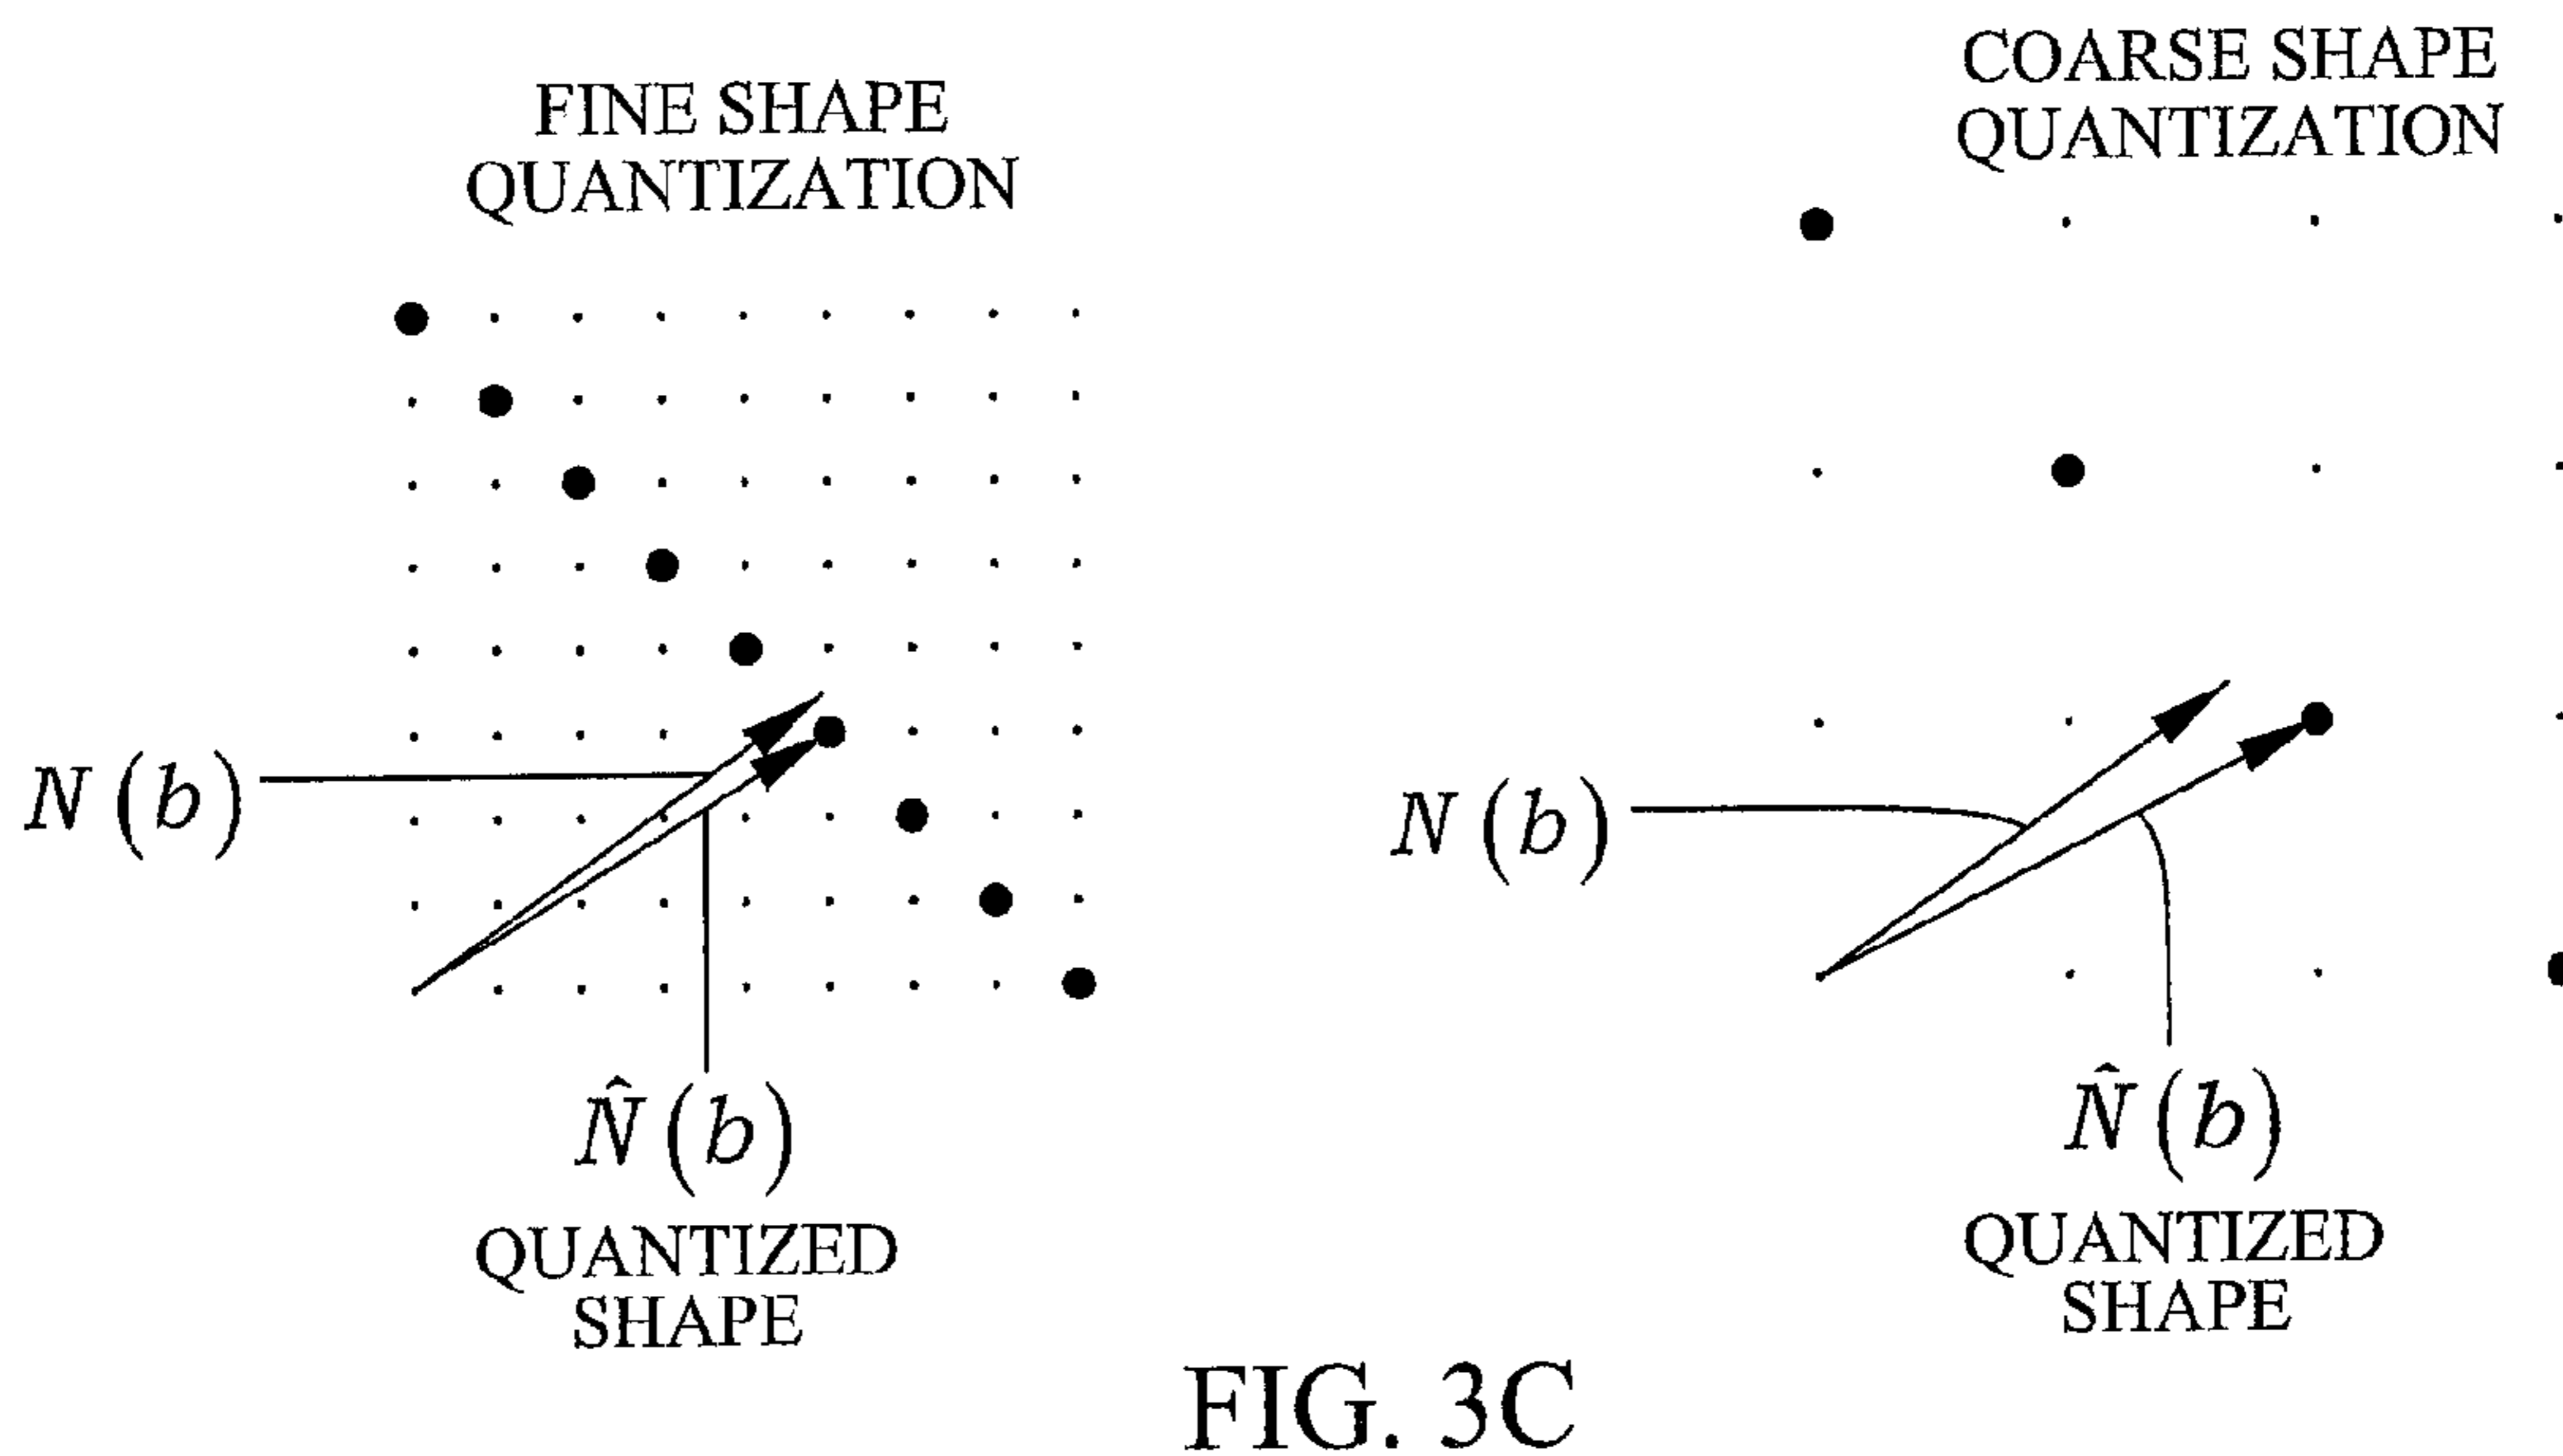 FINE SHAPE
QUANTIZATION
N (b)
N̂ (b)
QUANTIZED
SHAPE
COARSE SHAPE
QUANTIZATION
N (b)
N̂ (b)
QUANTIZED
SHAPE
FIG. 3C